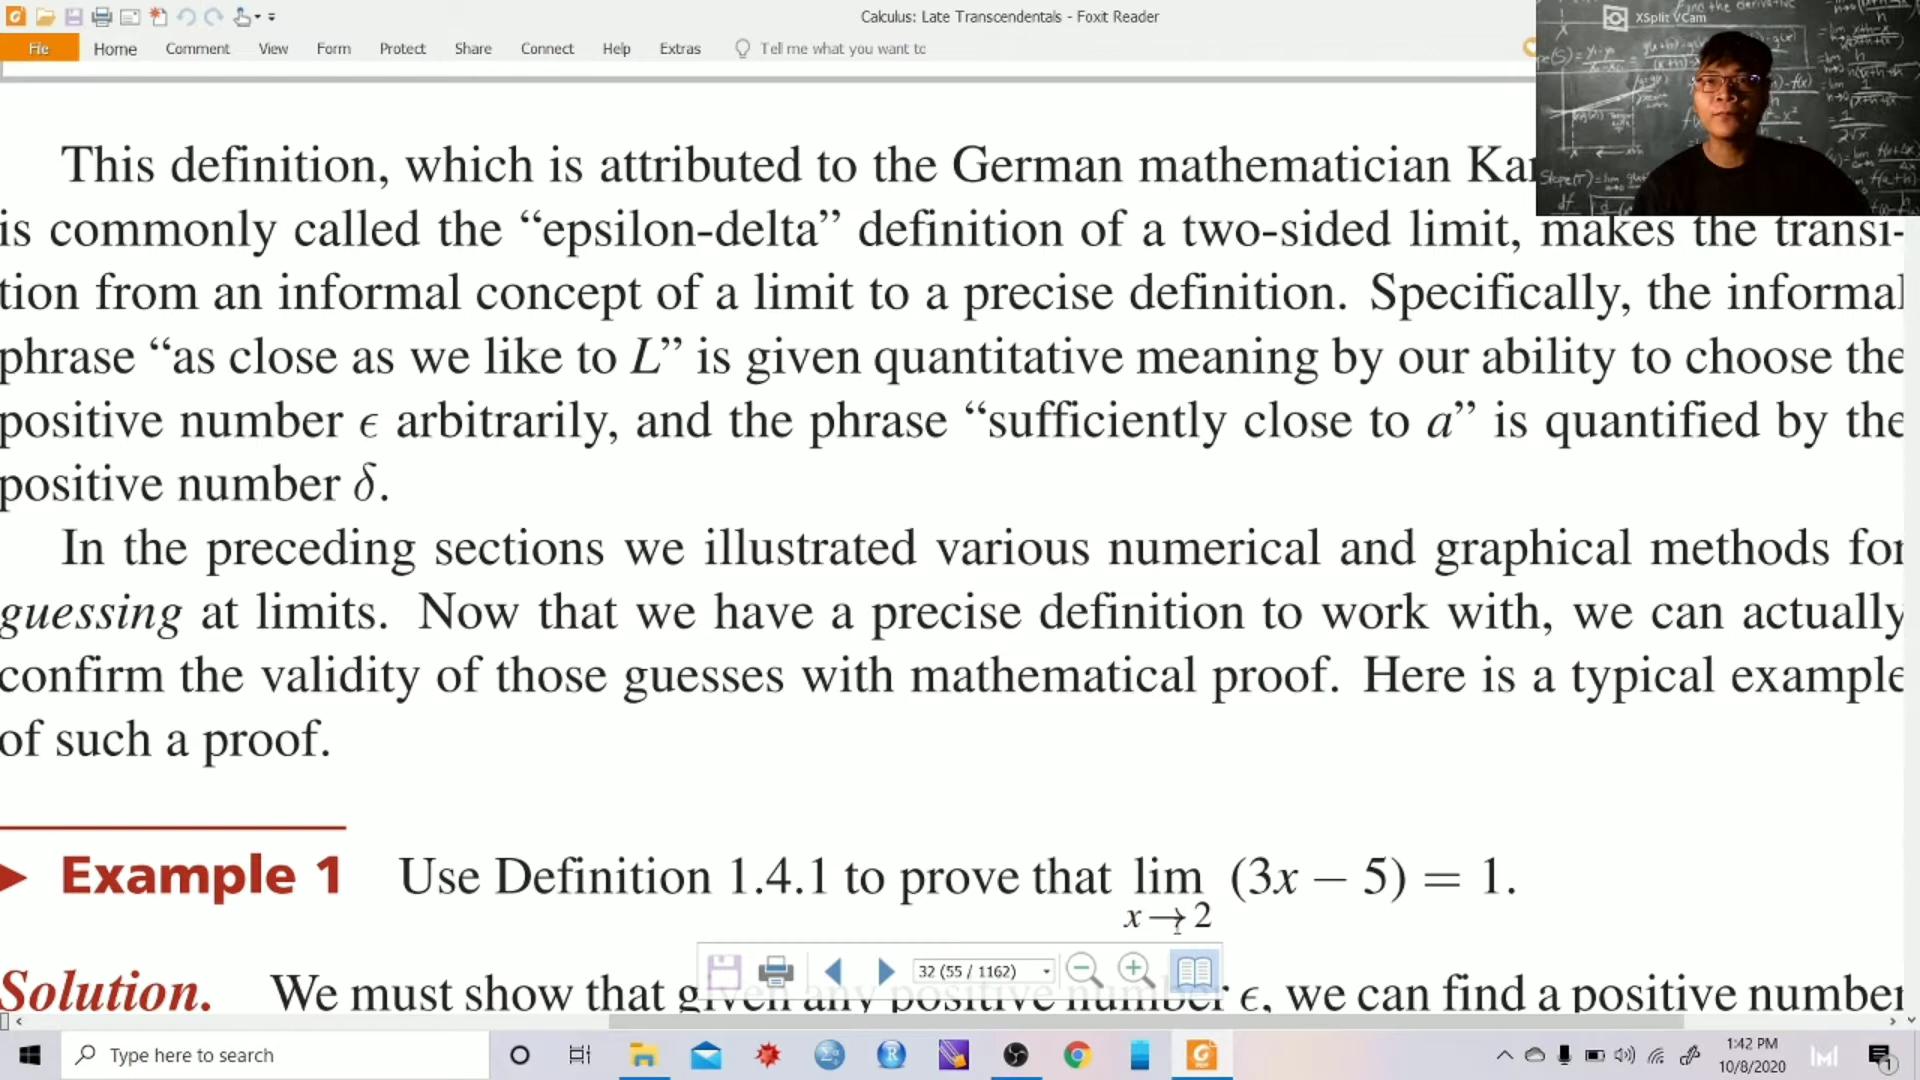 Calculus: Late Transcendentals - Foxit Reader
File Home Comment View Form Protect Share Connect Help Extras Tell me what you want to
XSplit VCam
Find the derivative
This definition, which is attributed to the German mathematician Kar
is commonly called the “epsilon-delta” definition of a two-sided limit, makes the transi-
tion from an informal concept of a limit to a precise definition. Specifically, the informal
phrase “as close as we like to L” is given quantitative meaning by our ability to choose the
positive number ϵ arbitrarily, and the phrase “sufficiently close to a” is quantified by the
positive number δ.
In the preceding sections we illustrated various numerical and graphical methods for
guessing at limits. Now that we have a precise definition to work with, we can actually
confirm the validity of those guesses with mathematical proof. Here is a typical example
of such a proof.
Example 1 Use Definition 1.4.1 to prove that lim (3x − 5) = 1.
x→2
32 (55 / 1162)
Solution. We must show that given any positive number ϵ, we can find a positive number
Type here to search
1:42 PM
10/8/2020